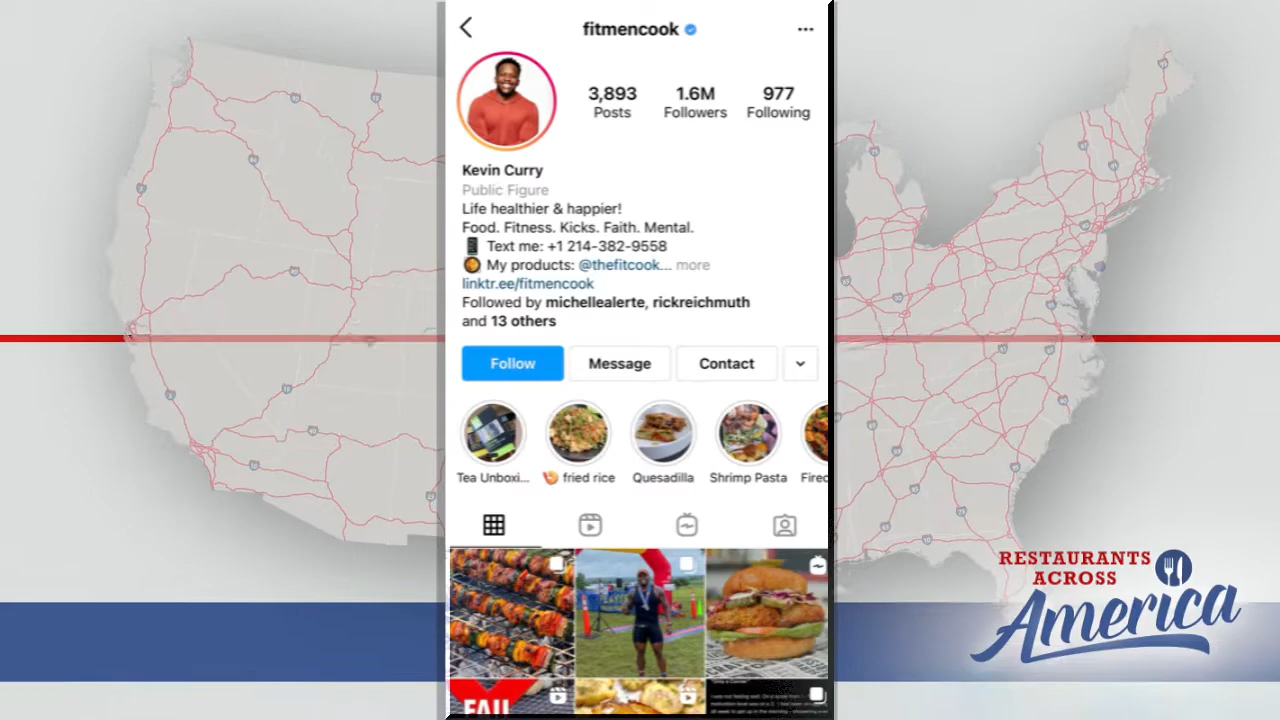 fitmencook
3,893 1.6M 977
Posts Followers Following
Kevin Curry
Public Figure
Life healthier & happier!
Food. Fitness. Kicks. Faith. Mental.
Text me: +1 214-382-9558
My products: @thefitcook... more
linktr.ee/fitmencook
Followed by michellealerte, rickreichmuth
and 13 others
Follow Message Contact
Tea Unboxi... fried rice Quesadilla Shrimp Pasta Firec
FALL
RESTAURANTS
ACROSS
America